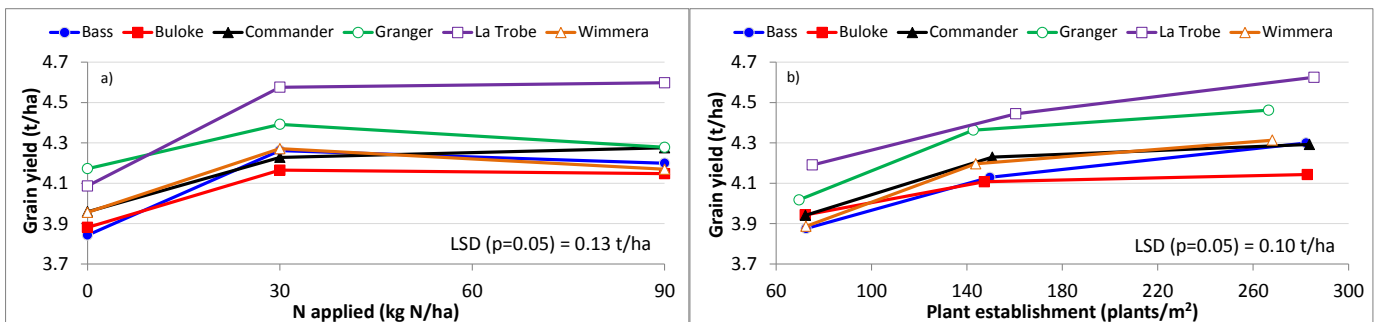 Bass Buloke Commander Granger La Trobe Wimmera
4.7
4.5
4.3
4.1
3.9
3.7
Grain yield (t/ha)
a)
LSD (p=0.05) = 0.13 t/ha
0 30 60 90
N applied (kg N/ha)
Bass Buloke Commander Granger La Trobe Wimmera
4.7
4.5
4.3
4.1
3.9
3.7
Grain yield (t/ha)
b)
LSD (p=0.05) = 0.10 t/ha
60 100 140 180 220 260 300
Plant establishment (plants/m²)